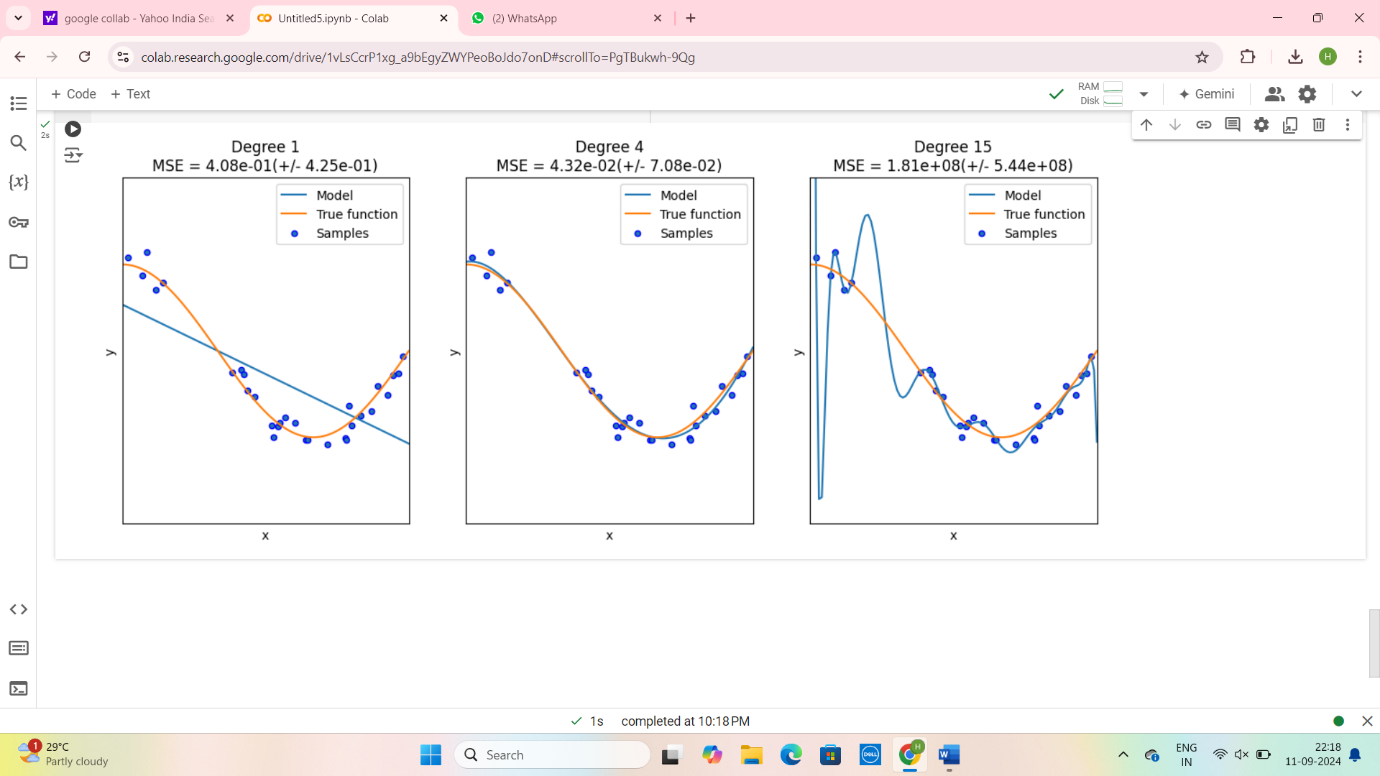 google collab - Yahoo India Sea
Untitled5.ipynb - Colab
(2) WhatsApp
colab.research.google.com/drive/1vLsCcrP1xg_a9bEgyZWYPeoBoJdo7onD#scrollTo=PgTBukwh-9Qg
H
+ Code + Text
RAM
Disk
Gemini
2s
Degree 1
MSE = 4.08e-01(+/- 4.25e-01)
Model
True function
Samples
y
x
Degree 4
MSE = 4.32e-02(+/- 7.08e-02)
Model
True function
Samples
y
x
Degree 15
MSE = 1.81e+08(+/- 5.44e+08)
Model
True function
Samples
y
x
{x}
1s completed at 10:18 PM
1
29°C
Partly cloudy
Search
DELL
H
W
ENG
IN
22:18
11-09-2024